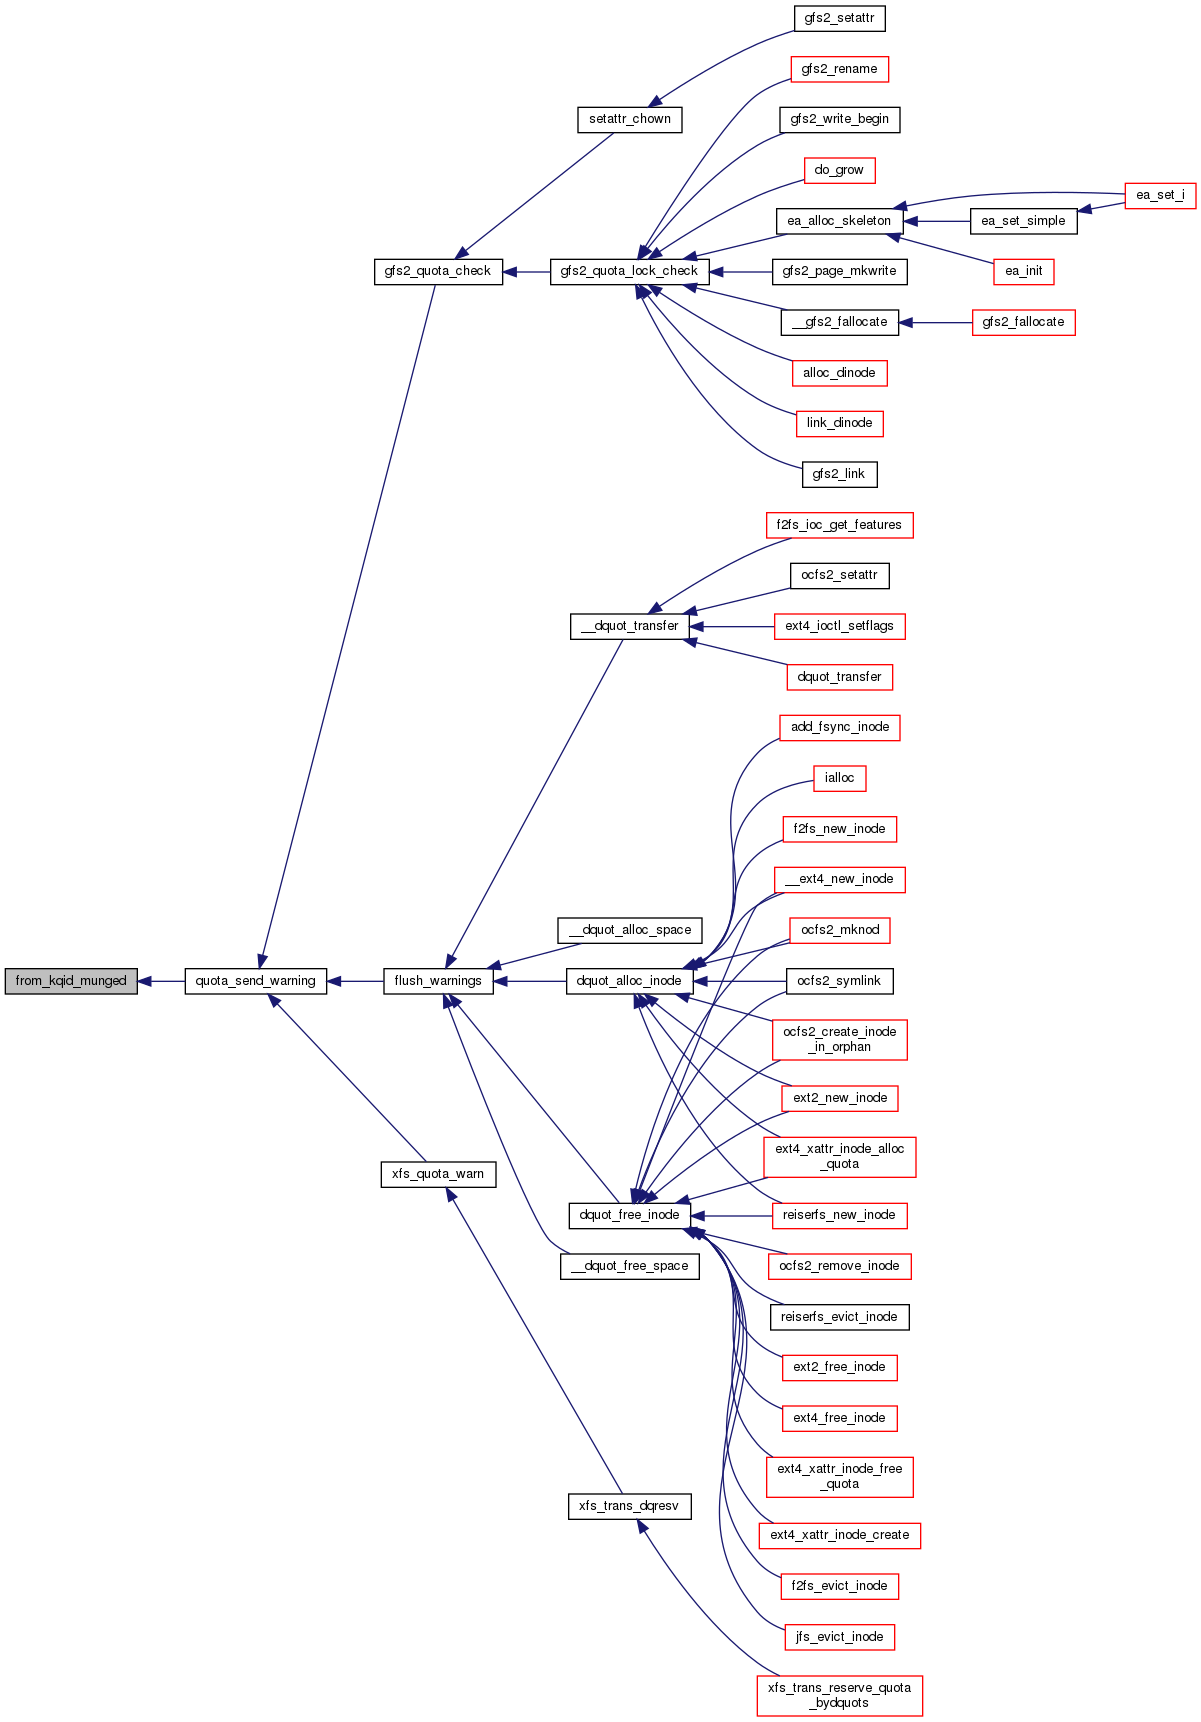 gfs2_setattr
gfs2_rename
setattr_chown
gfs2_write_begin
do_grow
ea_set_i
ea_alloc_skeleton
ea_set_simple
gfs2_quota_check
gfs2_quota_lock_check
gfs2_page_mkwrite
ea_init
__gfs2_fallocate
gfs2_fallocate
alloc_dinode
link_dinode
gfs2_link
f2fs_ioc_get_features
ocfs2_setattr
__dquot_transfer
ext4_ioctl_setflags
dquot_transfer
add_fsync_inode
ialloc
f2fs_new_inode
__ext4_new_inode
__dquot_alloc_space
ocfs2_mknod
from_kqid_munged
quota_send_warning
flush_warnings
dquot_alloc_inode
ocfs2_symlink
ocfs2_create_inode
_in_orphan
ext2_new_inode
ext4_xattr_inode_alloc
_quota
xfs_quota_warn
dquot_free_inode
reiserfs_new_inode
__dquot_free_space
ocfs2_remove_inode
reiserfs_evict_inode
ext2_free_inode
ext4_free_inode
ext4_xattr_inode_free
_quota
xfs_trans_dqresv
ext4_xattr_inode_create
f2fs_evict_inode
jfs_evict_inode
xfs_trans_reserve_quota
_bydquots